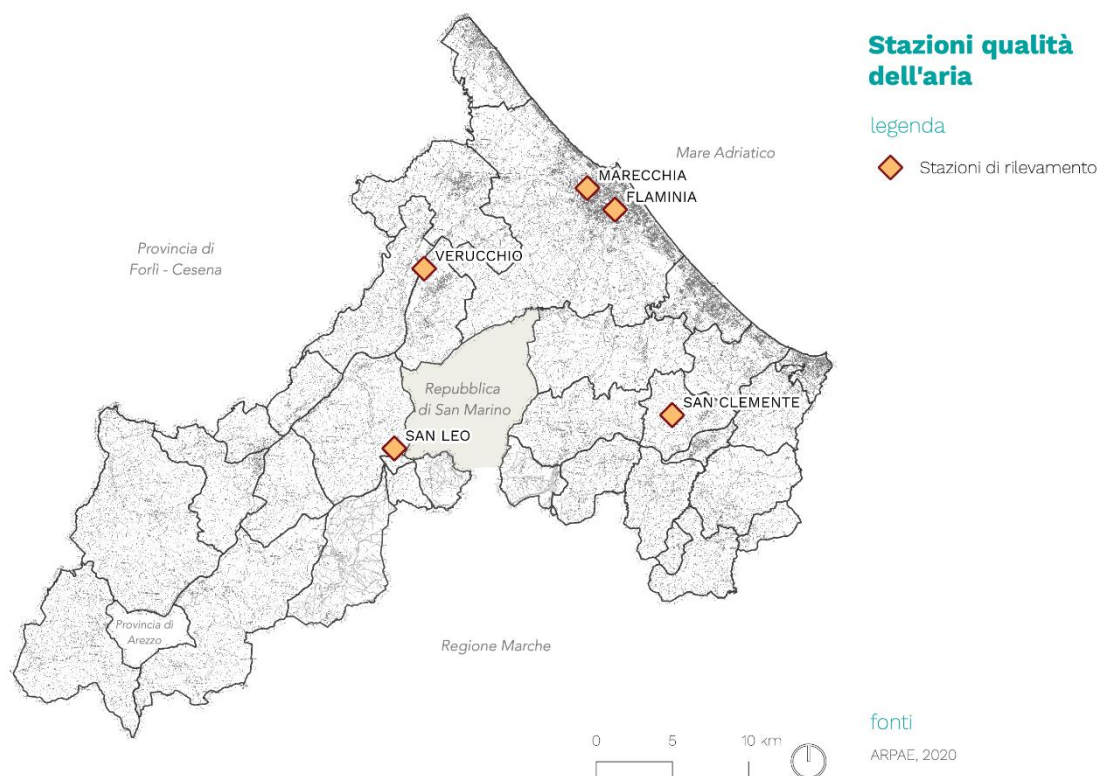 Stazioni qualità
dell'aria
legenda
Stazioni di rilevamento
Mare Adriatico
MARECCHIA
FLAMINIA
Provincia di
Forlì - Cesena
VERUCCHIO
Repubblica
di San Marino
SAN CLEMENTE
SAN LEO
Provincia di
Arezzo
Regione Marche
fonti
ARPAE, 2020
0 5 10 km